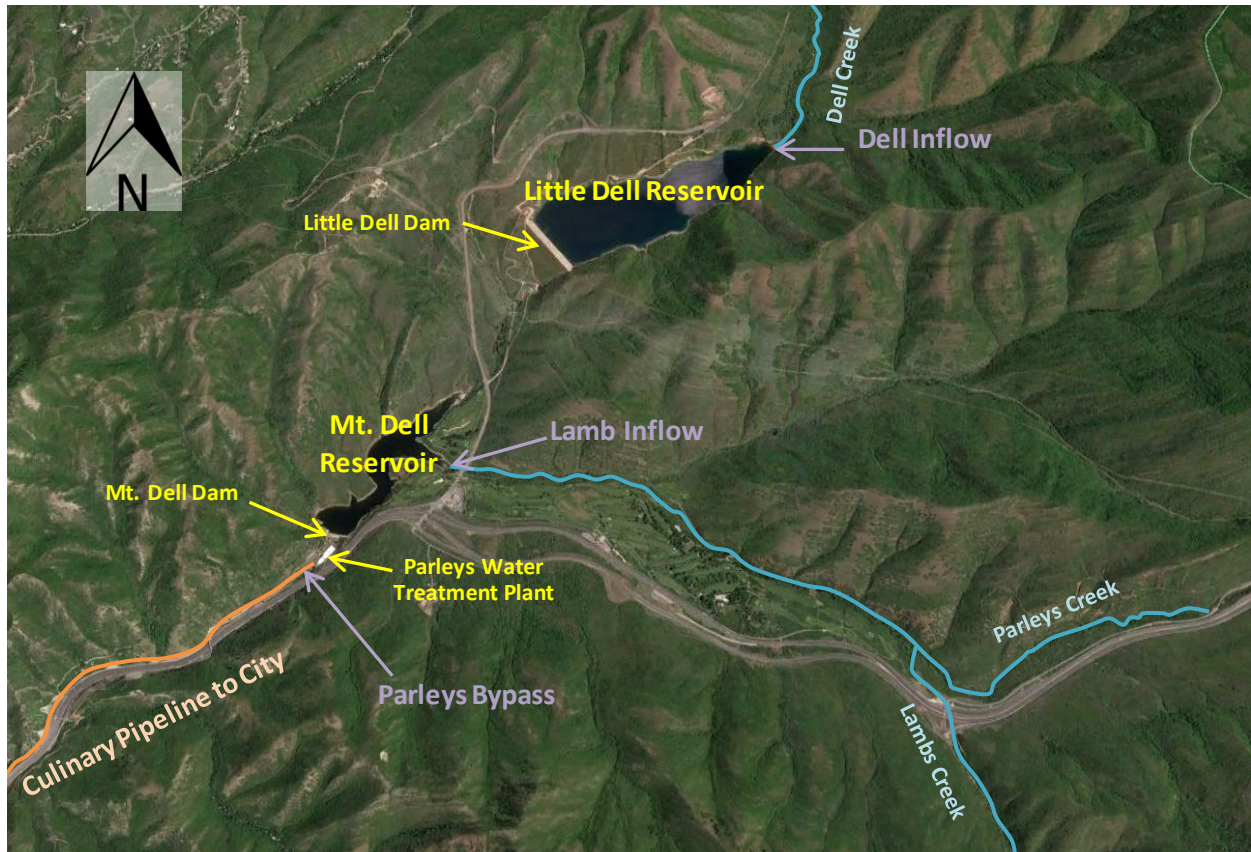 Dell Creek
N
Dell Inflow
Little Dell Reservoir
Little Dell Dam
Mt. Dell
Reservoir
Lamb Inflow
Mt. Dell Dam
Parleys Water
Treatment Plant
Parleys Creek
Parleys Bypass
Culinary Pipeline to City
Lambs Creek